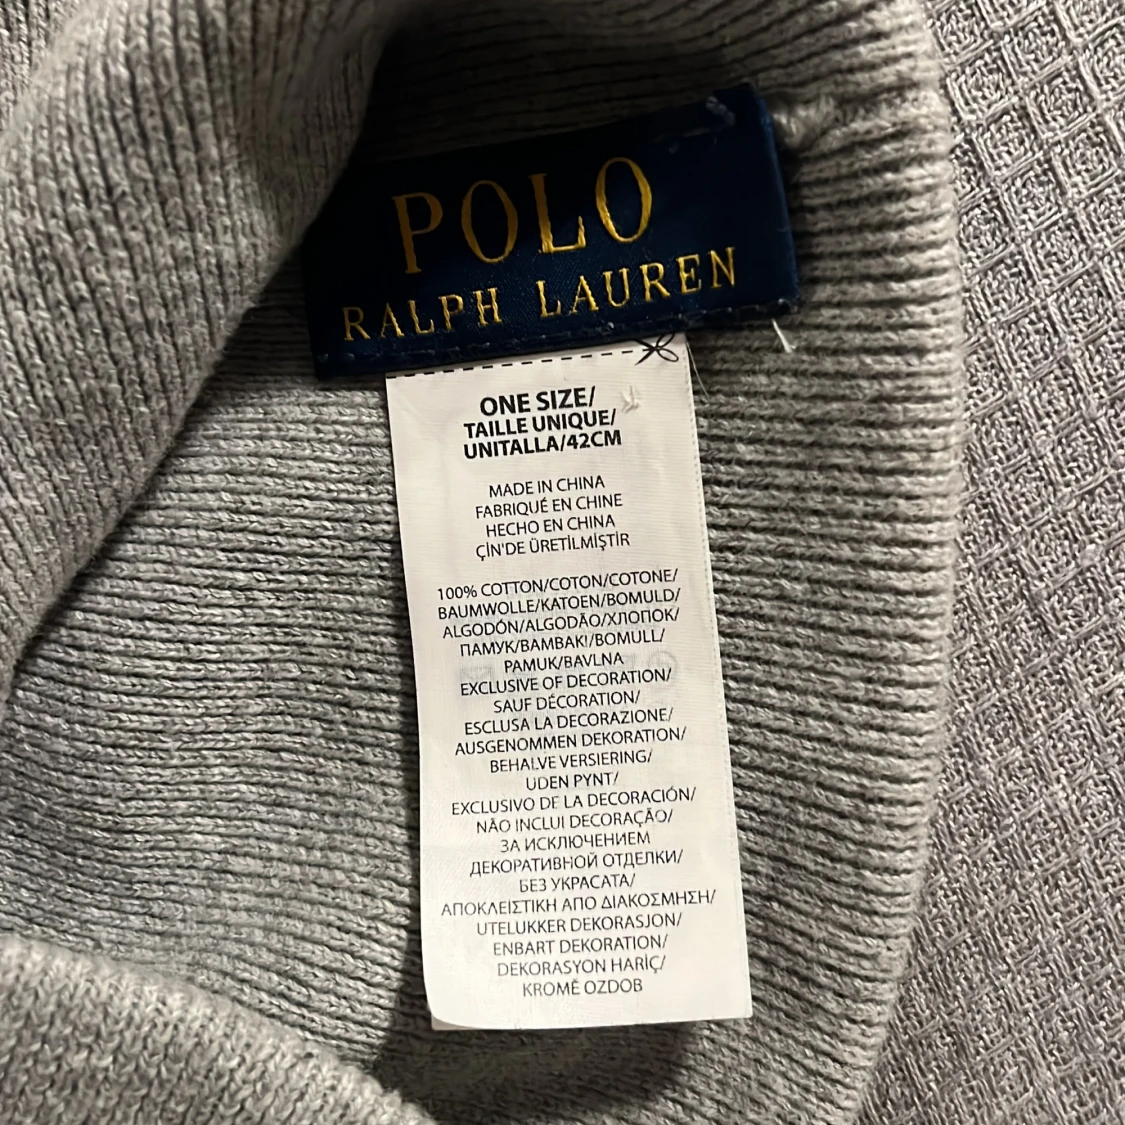 POLO
RALPH LAUREN
ONE SIZE/
TAILLE UNIQUE/
UNITALLA/42CM
MADE IN CHINA
FABRIQUÉ EN CHINE
HECHO EN CHINA
ÇİN'DE ÜRETİLMİŞTİR
100% COTTON/COTON/COTONE/
BAUMWOLLE/KATOEN/BOMULD/
ALGODÓN/ALGODÃO/ХЛОПОК/
ПАМУК/ΒΑΜΒΑΚΙ/BOMULL/
PAMUK/BAVLNA
EXCLUSIVE OF DECORATION/
SAUF DÉCORATION/
ESCLUSA LA DECORAZIONE/
AUSGENOMMEN DEKORATION/
BEHALVE VERSIERING/
UDEN PYNT/
EXCLUSIVO DE LA DECORACIÓN/
NÃO INCLUI DECORAÇÃO/
ЗА ИСКЛЮЧЕНИЕМ
ДЕКОРАТИВНОЙ ОТДЕЛКИ/
БЕЗ УКРАСАТА/
ΑΠΟΚΛΕΙΣΤΙΚΗ ΑΠΟ ΔΙΑΚΟΣΜΗΣΗ/
UTELUKKER DEKORASJON/
ENBART DEKORATION/
DEKORASYON HARİÇ/
KROMĚ OZDOB